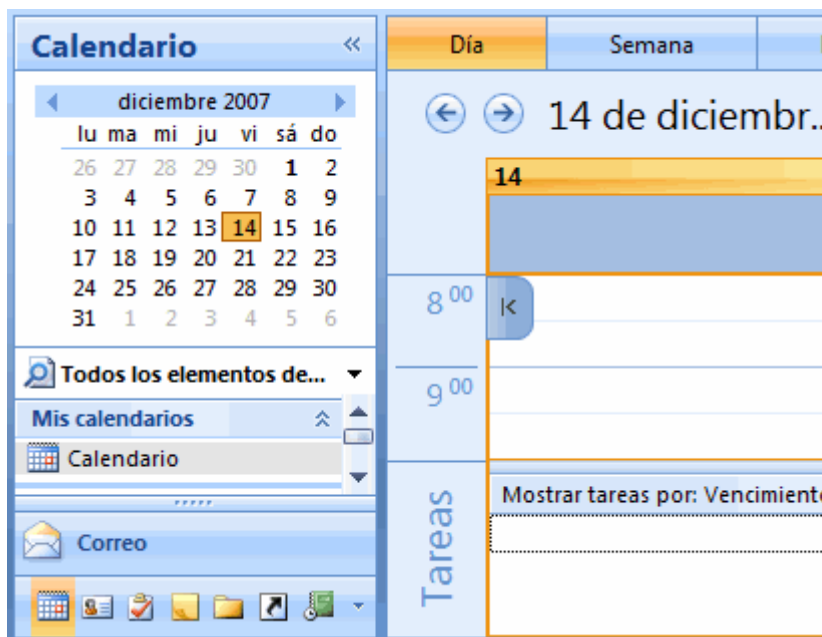 Calendario
diciembre 2007
lu ma mi ju vi sá do
26 27 28 29 30 1 2
3 4 5 6 7 8 9
10 11 12 13 14 15 16
17 18 19 20 21 22 23
24 25 26 27 28 29 30
31 1 2 3 4 5 6
Todos los elementos de...
Mis calendarios
Calendario
Correo
Día Semana
14 de diciembr..
14
8 00
9 00
Tareas
Mostrar tareas por: Vencimiento